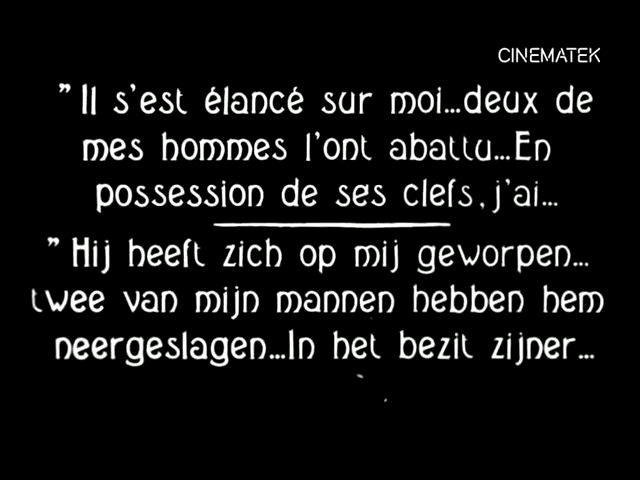 CINEMATEK
"Il s'est élancé sur moi...deux de
mes hommes l'ont abattu...En
possession de ses clefs, j'ai...
"Hij heeft zich op mij geworpen...
twee van mijn mannen hebben hem
neergeslagen...In het bezit zijner...